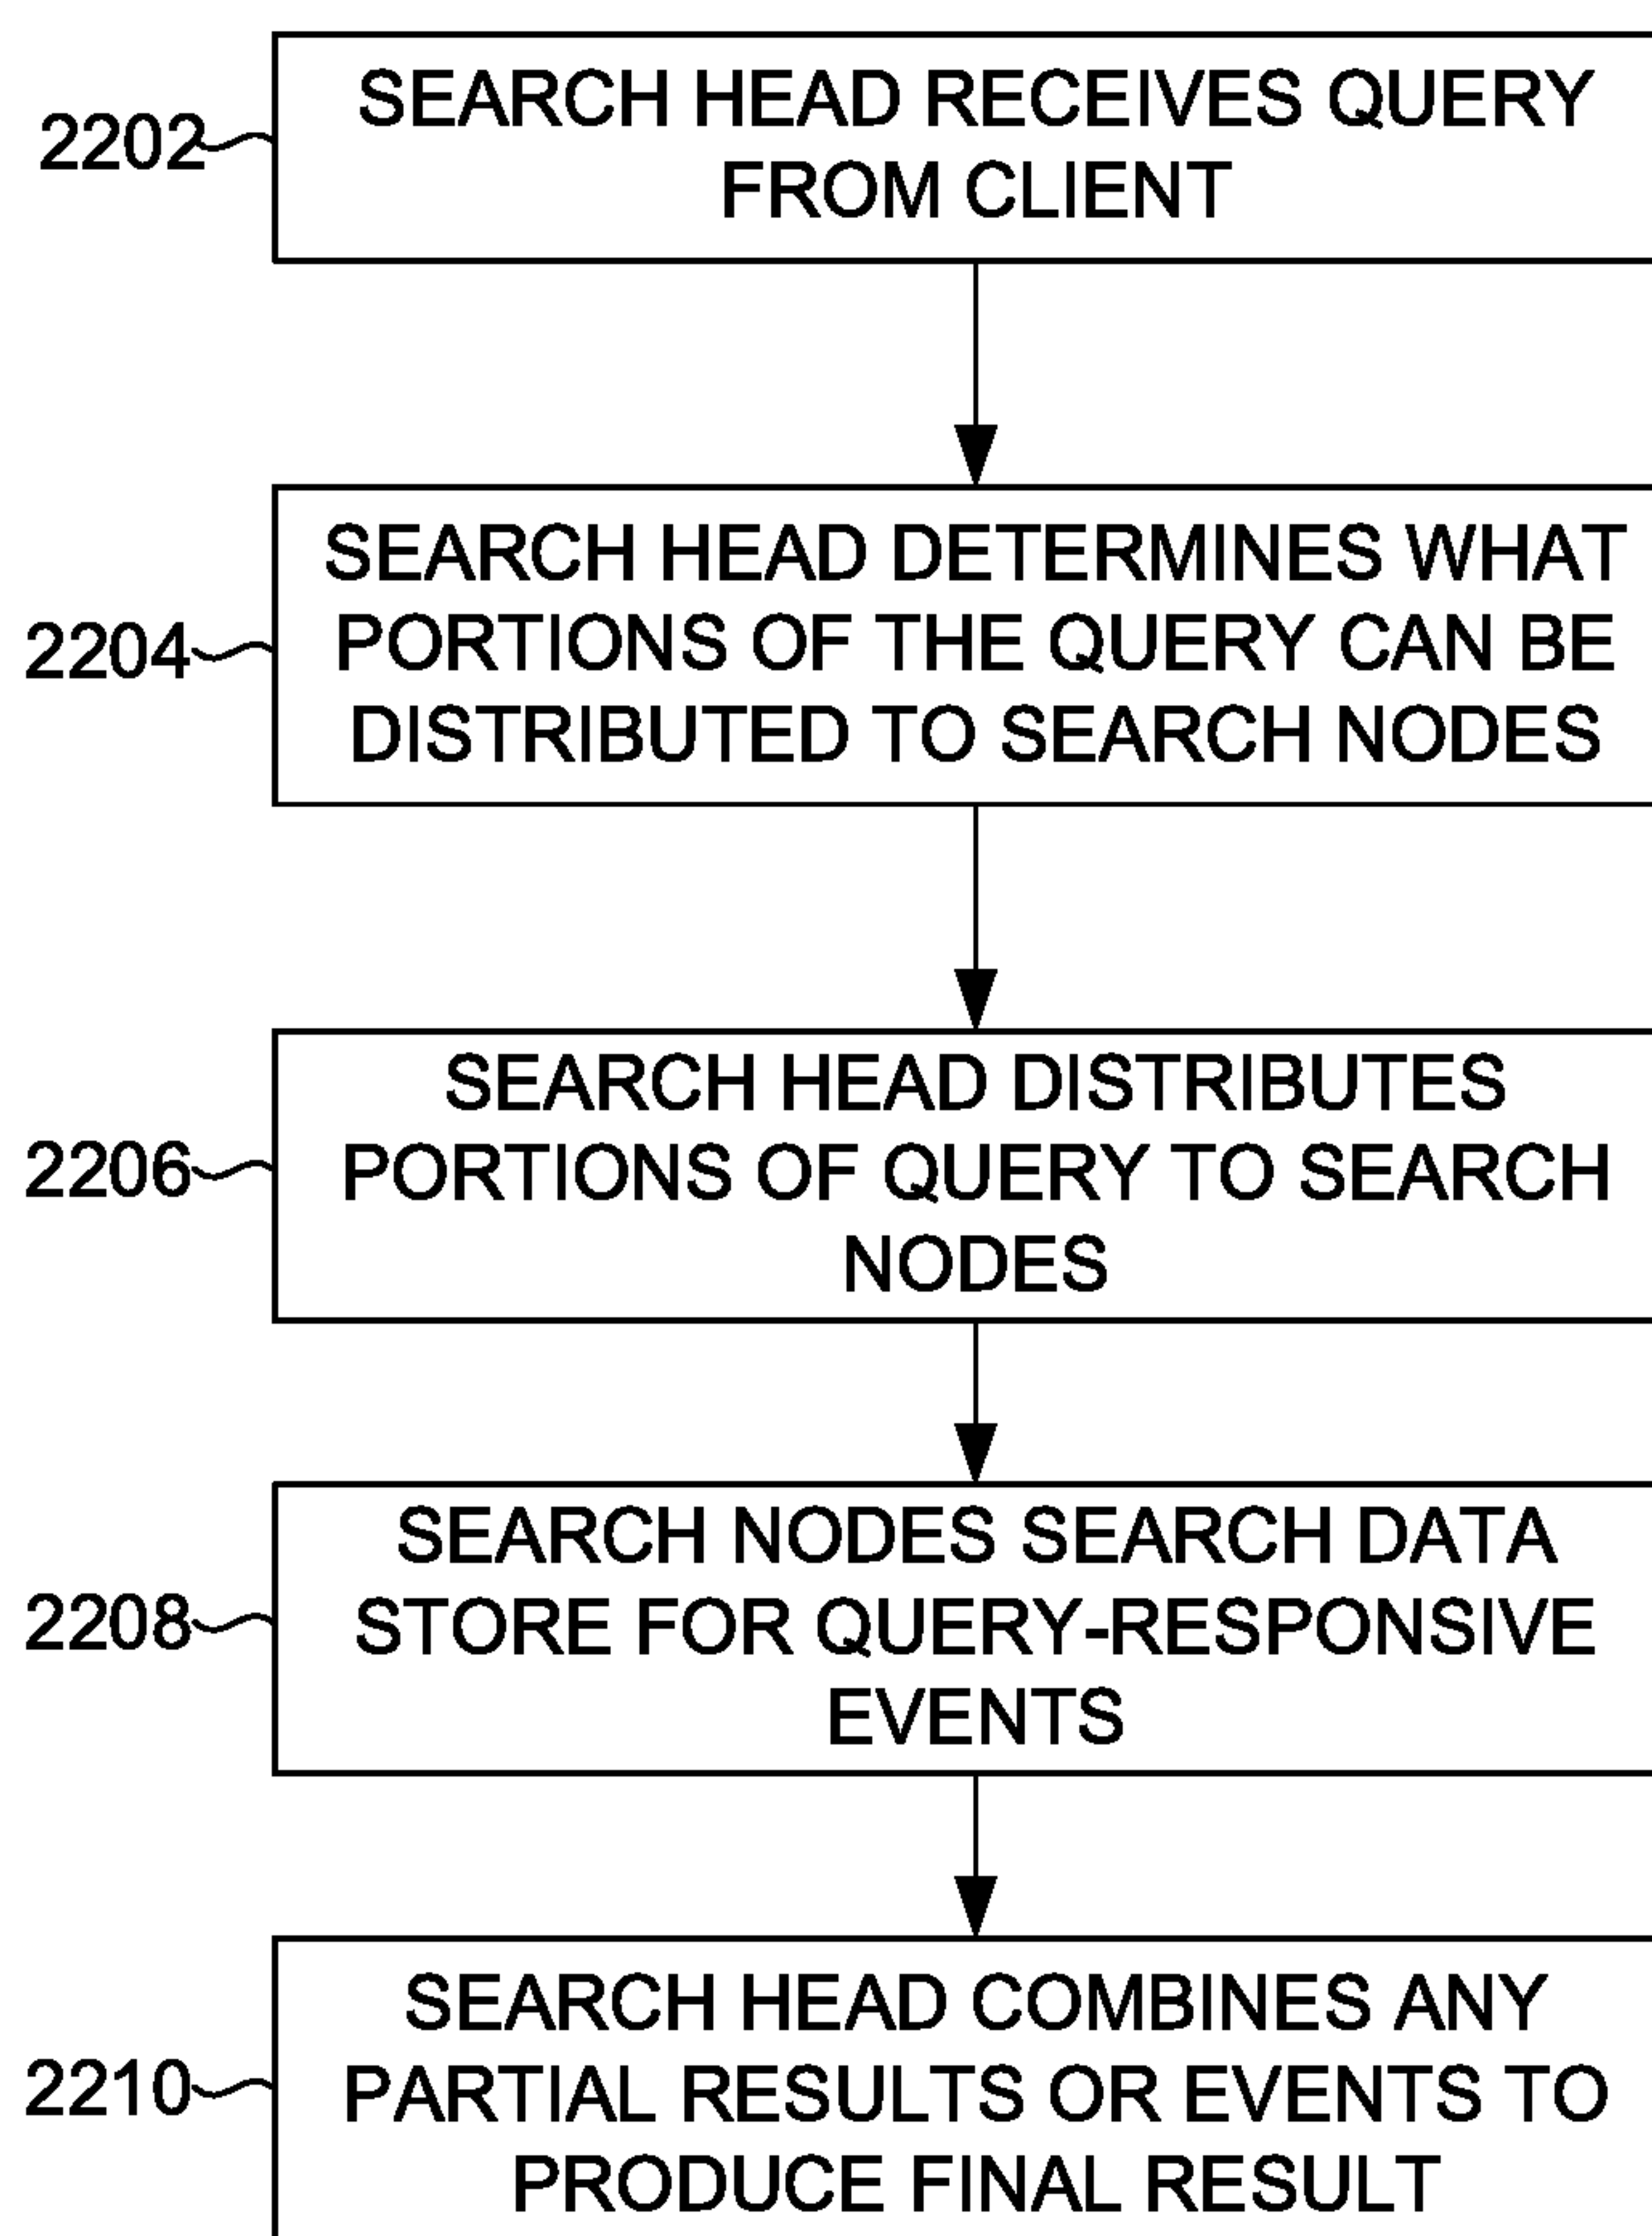 2202
SEARCH HEAD RECEIVES QUERY
FROM CLIENT
2204
SEARCH HEAD DETERMINES WHAT
PORTIONS OF THE QUERY CAN BE
DISTRIBUTED TO SEARCH NODES
2206
SEARCH HEAD DISTRIBUTES
PORTIONS OF QUERY TO SEARCH
NODES
2208
SEARCH NODES SEARCH DATA
STORE FOR QUERY-RESPONSIVE
EVENTS
2210
SEARCH HEAD COMBINES ANY
PARTIAL RESULTS OR EVENTS TO
PRODUCE FINAL RESULT